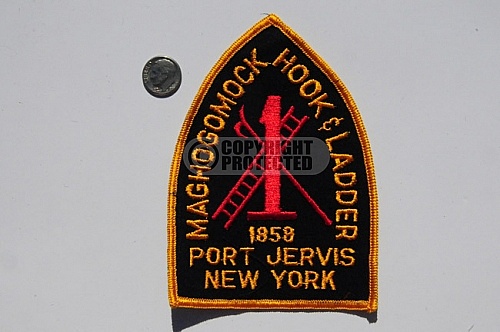 MAGHOGOMOCK HOOK & LADDER
1
COPYRIGHT
PROTECTED
1858
PORT JERVIS
NEW YORK